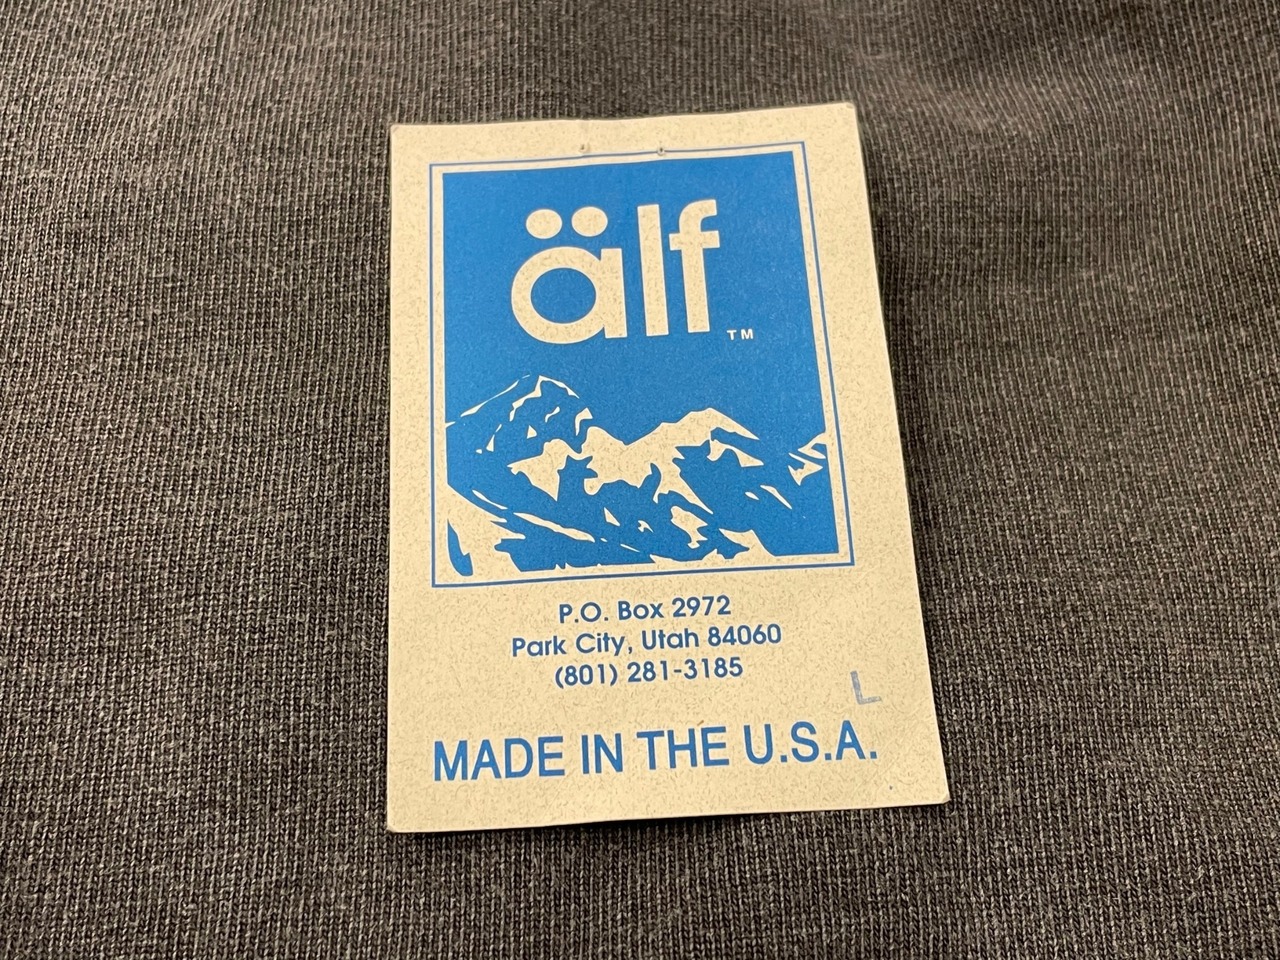 älf
TM
P.O. Box 2972
Park City, Utah 84060
(801) 281-3185
L
MADE IN THE U.S.A.